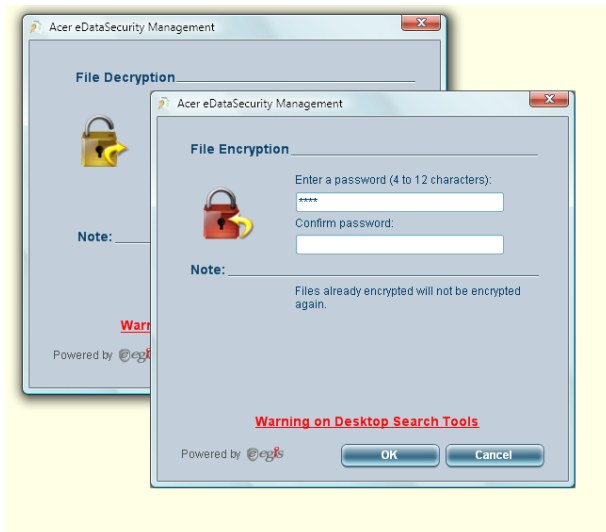 Acer eDataSecurity Management
File Decryption
Note:
Warn
Powered by egi
Acer eDataSecurity Management
File Encryption
Enter a password (4 to 12 characters):
****
Confirm password:
Note:
Files already encrypted will not be encrypted
again.
Warning on Desktop Search Tools
Powered by egis
OK
Cancel